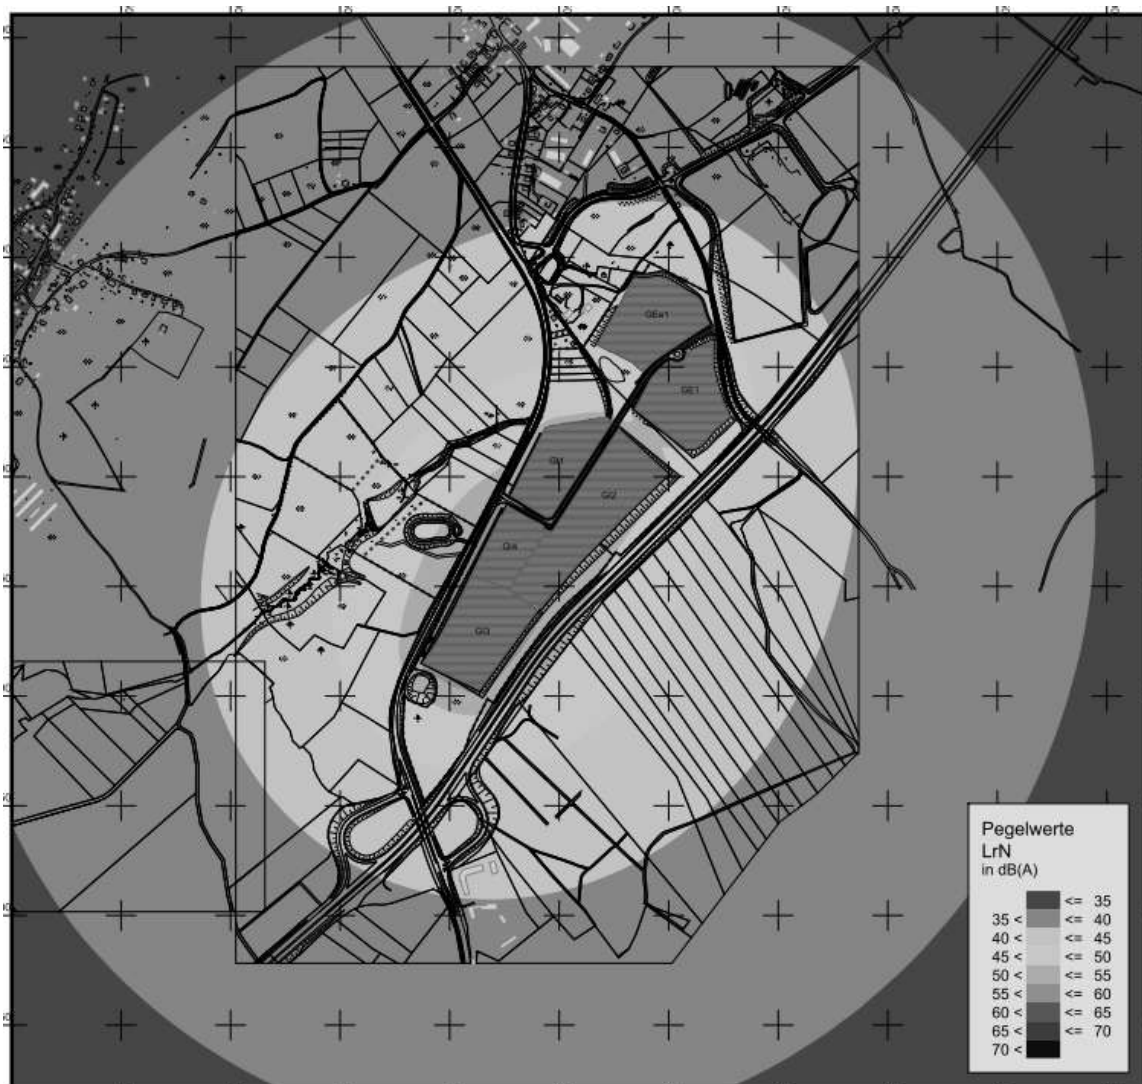 GEe1
GE1
GI1
GI2
GI4
GI3
Pegelwerte
LrN
in dB(A)
<= 35
35 < <= 40
40 < <= 45
45 < <= 50
50 < <= 55
55 < <= 60
60 < <= 65
65 < <= 70
70 <